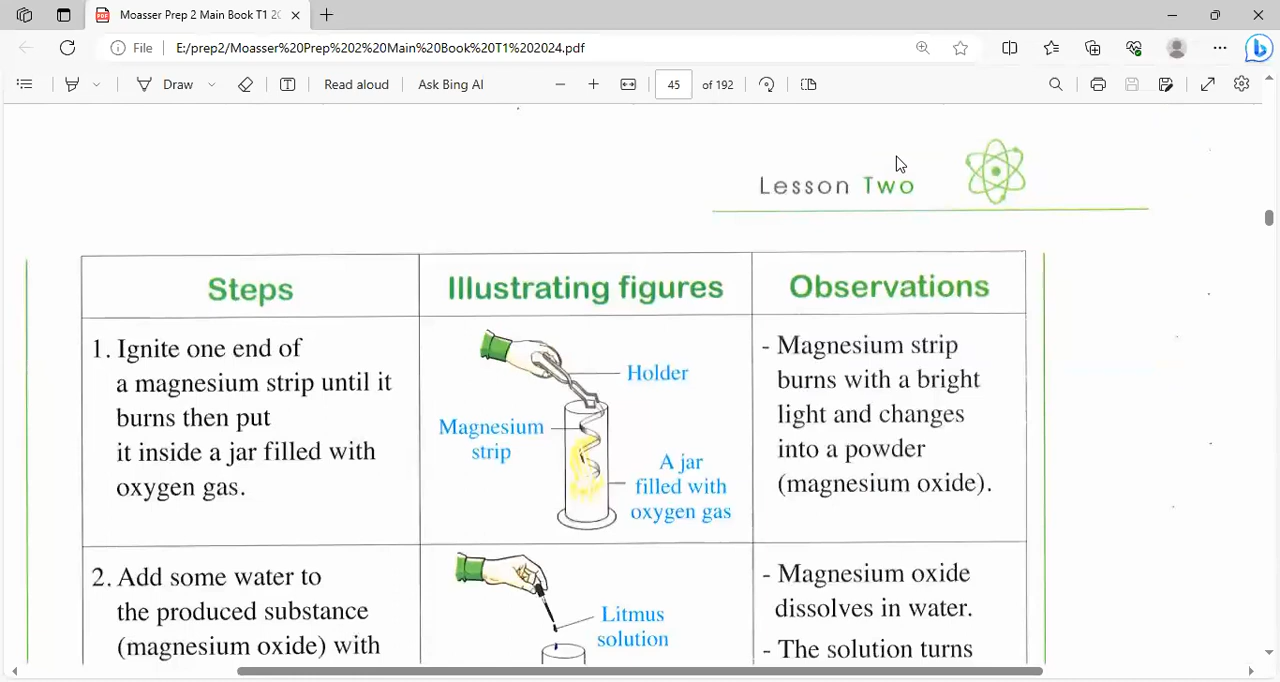 Moasser Prep 2 Main Book T1 20
File
E:/prep2/Moasser%20Prep%202%20Main%20Book%20T1%202024.pdf
Draw
Read aloud
Ask Bing AI
45 of 192
Lesson Two
Steps
Illustrating figures
Observations
1. Ignite one end of
a magnesium strip until it
burns then put
it inside a jar filled with
oxygen gas.
Holder
Magnesium
strip
A jar
filled with
oxygen gas
- Magnesium strip
burns with a bright
light and changes
into a powder
(magnesium oxide).
2. Add some water to
the produced substance
(magnesium oxide) with
Litmus
solution
- Magnesium oxide
dissolves in water.
- The solution turns